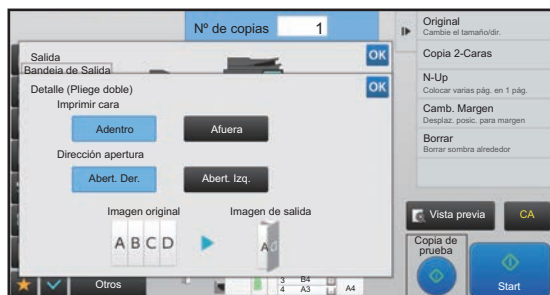 Nº de copias 1
Salida
OK
Bandeja de Salida
Detalle (Pliege doble)
OK
Imprimir cara
Adentro
Afuera
Dirección apertura
Abert. Der.
Abert. Izq.
Imagen original
Imagen de salida
A B C D
A
Otros
3 B4
4 A3
A4
Original
Cambie el tamaño/dir.
Copia 2-Caras
N-Up
Colocar varias pág. en 1 pág.
Camb. Margen
Desplaz. posic. para margen
Borrar
Borrar sombra alrededor
Vista previa
CA
Copia de
prueba
Start